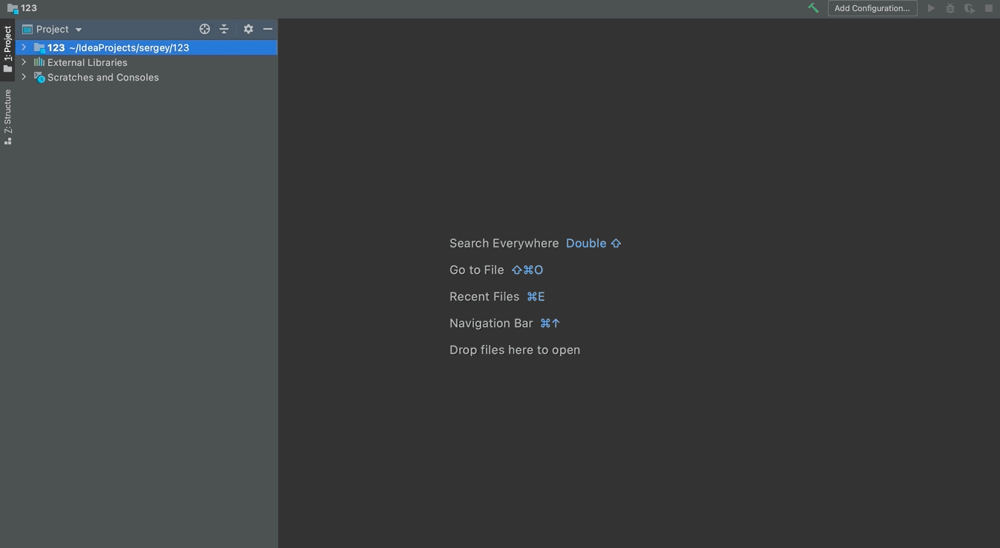 123
Add Configuration...
Project
1: Project
123 ~/IdeaProjects/sergey/123
External Libraries
Scratches and Consoles
Z: Structure
Search Everywhere Double ⇧
Go to File ⇧⌘O
Recent Files ⌘E
Navigation Bar ⌘↑
Drop files here to open